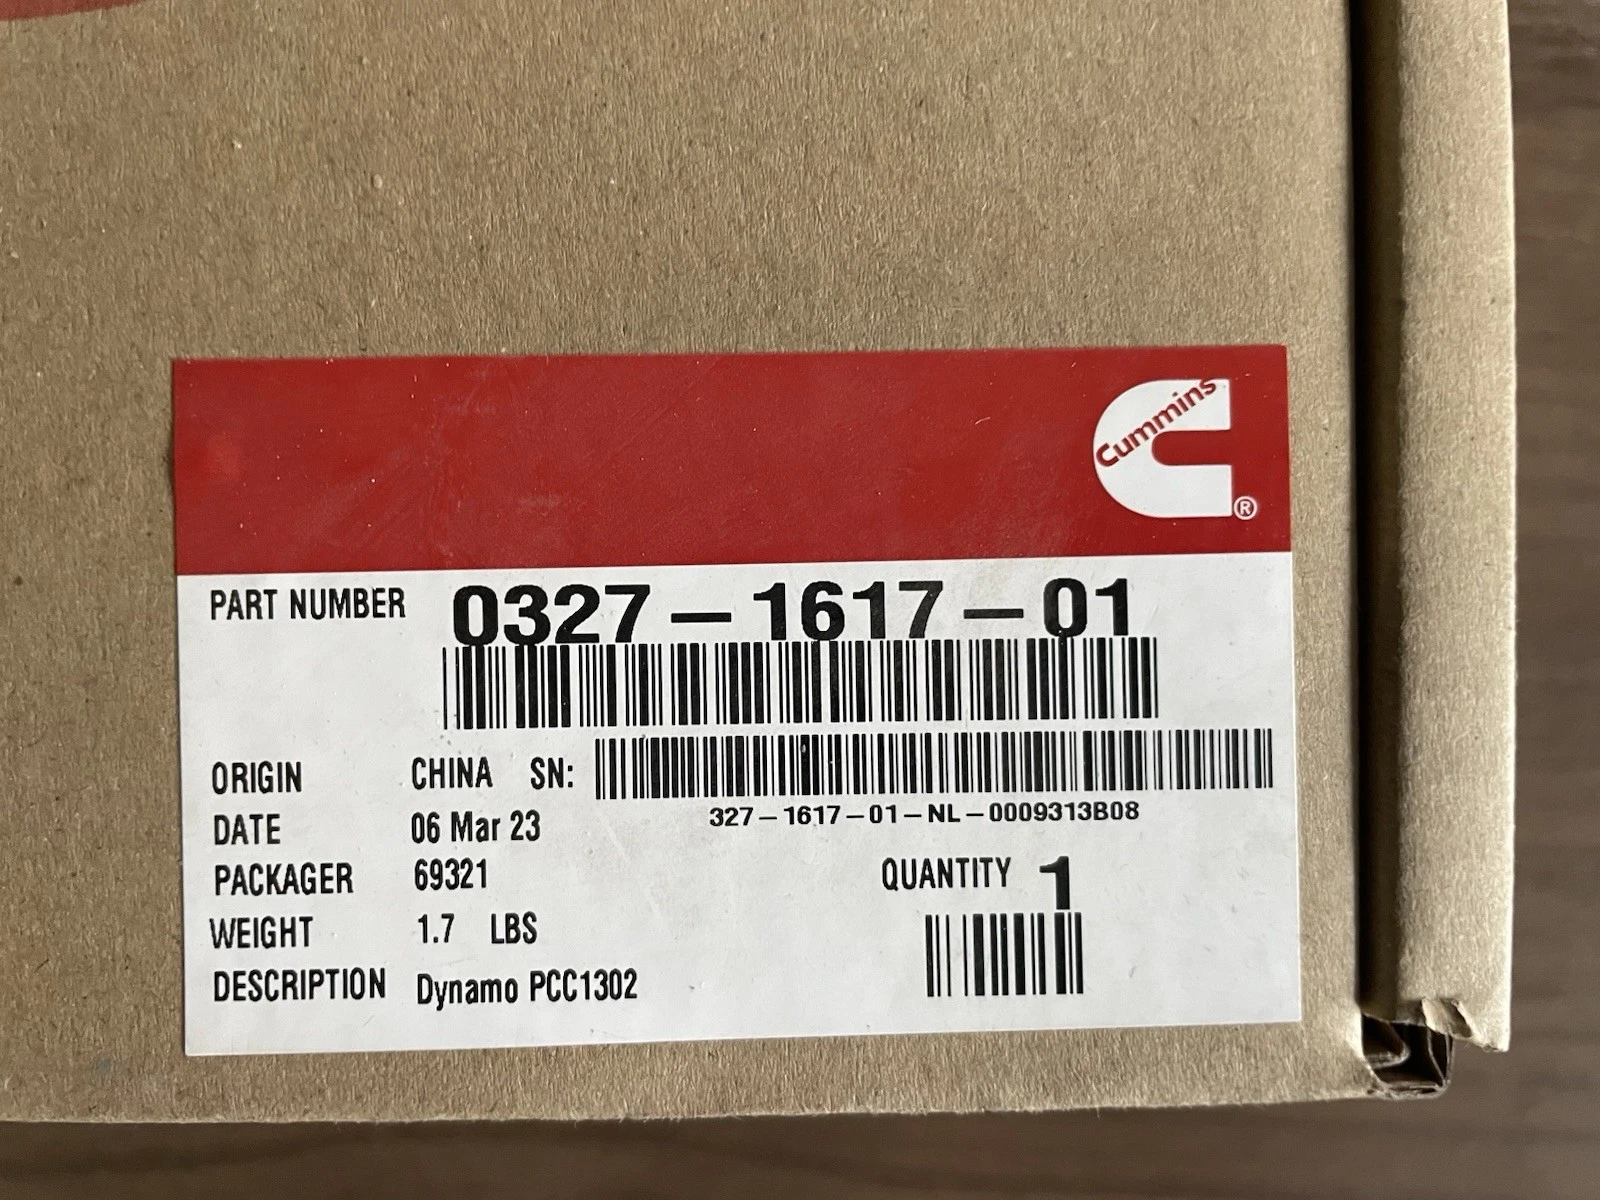 Cummins
®
PART NUMBER 0327-1617-01
ORIGIN CHINA SN:
327-1617-01-NL-0009313B08
DATE 06 Mar 23
PACKAGER 69321
QUANTITY 1
WEIGHT 1.7 LBS
DESCRIPTION Dynamo PCC1302